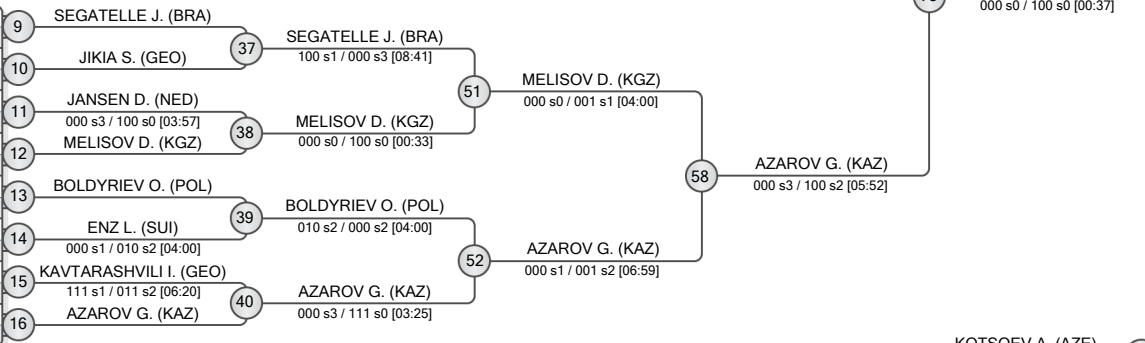 000 s0 / 100 s0 [00:37]
9 SEGATELLE J. (BRA)
37 SEGATELLE J. (BRA)
100 s1 / 000 s3 [08:41]
10 JIKIA S. (GEO)
51 MELISOV D. (KGZ)
000 s0 / 001 s1 [04:00]
11 JANSEN D. (NED)
000 s3 / 100 s0 [03:57]
38 MELISOV D. (KGZ)
000 s0 / 100 s0 [00:33]
12 MELISOV D. (KGZ)
58 AZAROV G. (KAZ)
000 s3 / 100 s2 [05:52]
13 BOLDYRIEV O. (POL)
39 BOLDYRIEV O. (POL)
010 s2 / 000 s2 [04:00]
14 ENZ L. (SUI)
000 s1 / 010 s2 [04:00]
52 AZAROV G. (KAZ)
000 s1 / 001 s2 [06:59]
15 KAVTARASHVILI I. (GEO)
111 s1 / 011 s2 [06:20]
40 AZAROV G. (KAZ)
000 s3 / 111 s0 [03:25]
16 AZAROV G. (KAZ)
KOTSOEV A. (AZE)